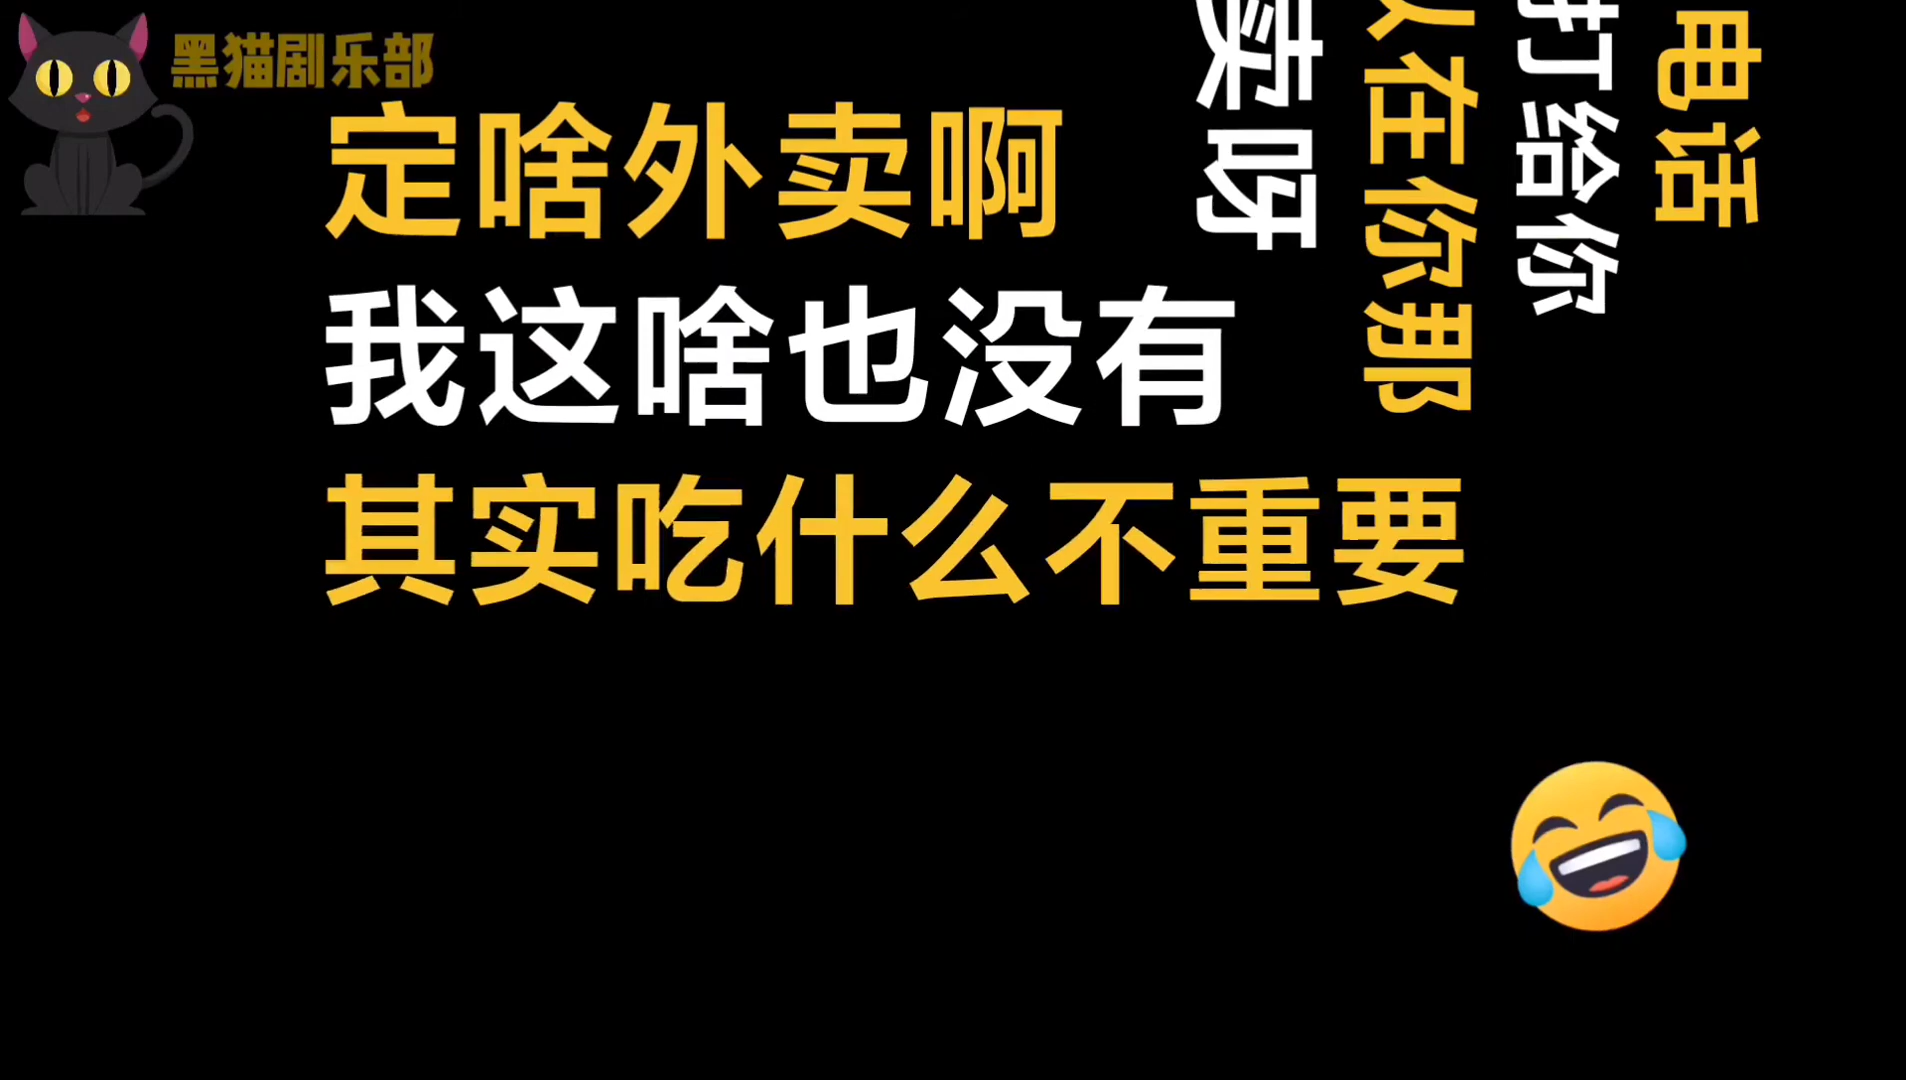 黑猫剧乐部
定啥外卖啊
我这啥也没有
其实吃什么不重要
卖呀
在你那
打给你
电话